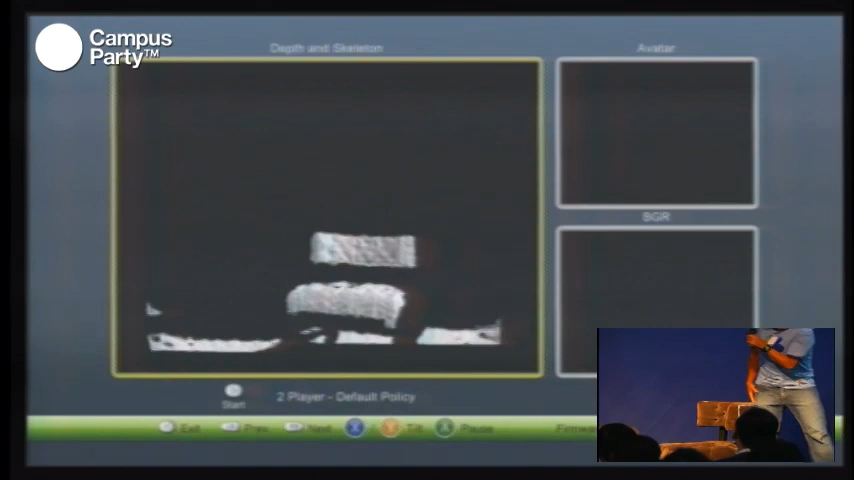 Campus
Party™
Depth and Skeleton
Avatar
BGR
Start
2 Player - Default Policy
Exit
Prev
Next
X
Tilt
A
Pause